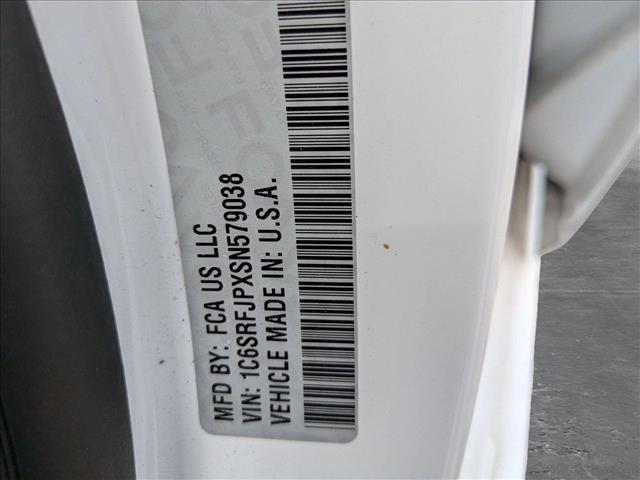 MFD BY: FCA US LLC
VIN: 1C6SRFJPXSN579038
VEHICLE MADE IN: U.S.A.